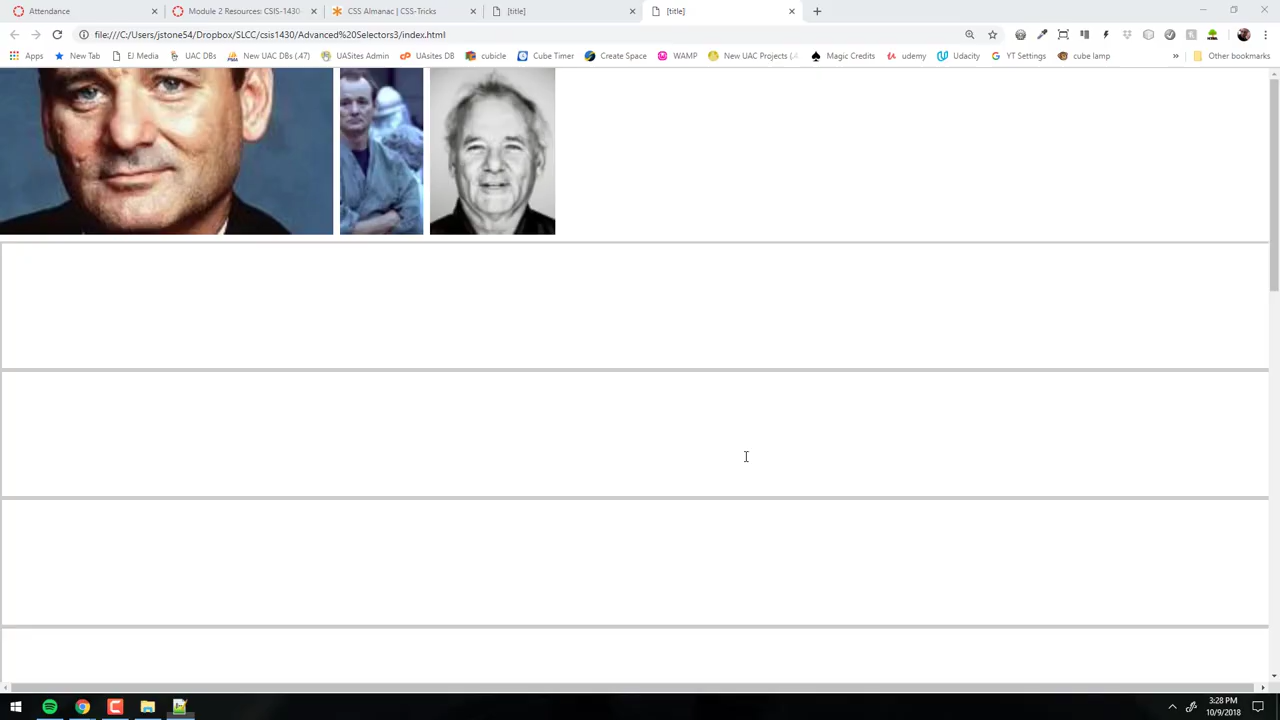 Attendance
Module 2 Resources: CSIS-1430
CSS Almanac | CSS-Tricks
[title]
[title]
file:///C:/Users/jstone54/Dropbox/SLCC/csis1430/Advanced%20Selectors3/index.html
Apps
New Tab
EJ Media
UAC DBs
New UAC DBs (.47)
UASites Admin
UAsites DB
cubicle
Cube Timer
Create Space
WAMP
New UAC Projects (.4
Magic Credits
udemy
Udacity
YT Settings
cube lamp
»
Other bookmarks
3:28 PM
10/9/2018